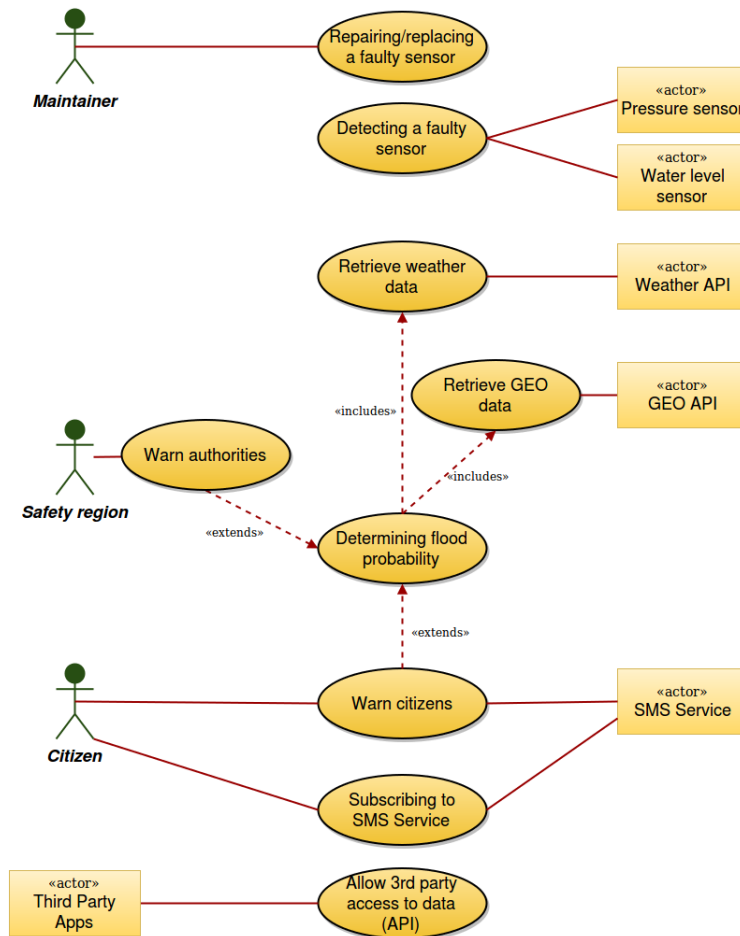 Repairing/replacing
a faulty sensor
Maintainer
«actor»
Pressure sensor
Detecting a faulty
sensor
«actor»
Water level
sensor
Retrieve weather
data
«actor»
Weather API
Retrieve GEO
data
«actor»
GEO API
«includes»
Warn authorities
«includes»
Safety region
«extends»
Determining flood
probability
«extends»
Warn citizens
«actor»
SMS Service
Citizen
Subscribing to
SMS Service
«actor»
Third Party
Apps
Allow 3rd party
access to data
(API)